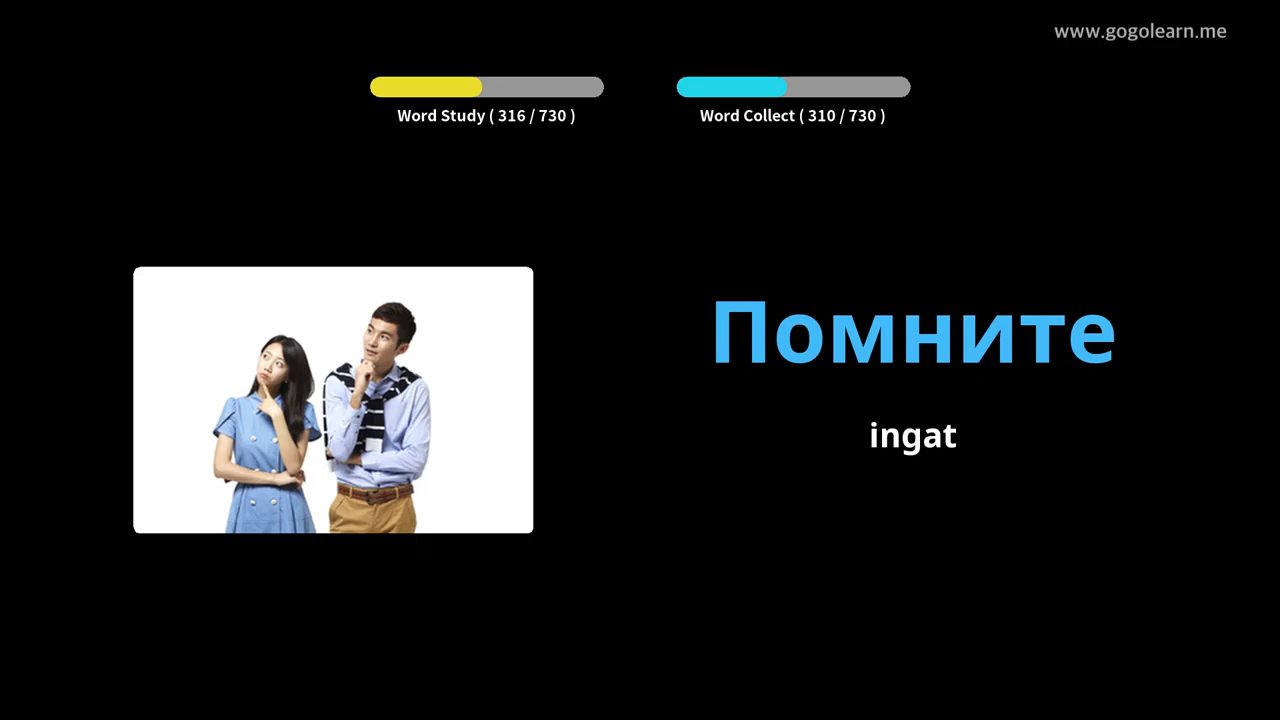 www.gogolearn.me
Word Study ( 316 / 730 )
Word Collect ( 310 / 730 )
Помните
ingat